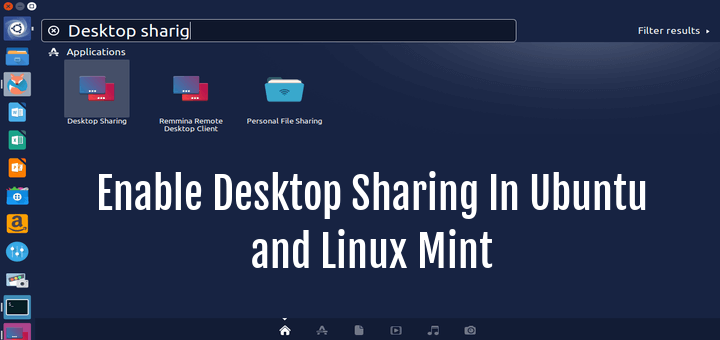 Desktop sharig
Filter results
Applications
Desktop Sharing
Remmina Remote
Desktop Client
Personal File Sharing
Enable Desktop Sharing In Ubuntu
and Linux Mint